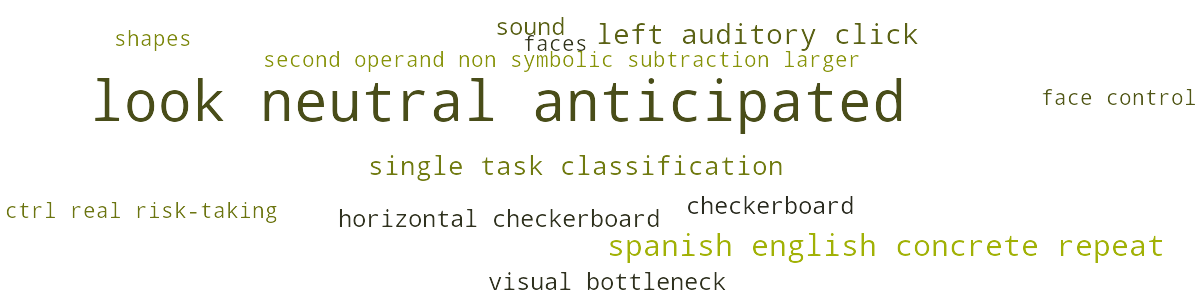 sound
left auditory click
shapes
faces
second operand non symbolic subtraction larger
look neutral anticipated
face control
single task classification
checkerboard
ctrl real risk-taking
horizontal checkerboard
spanish english concrete repeat
visual bottleneck